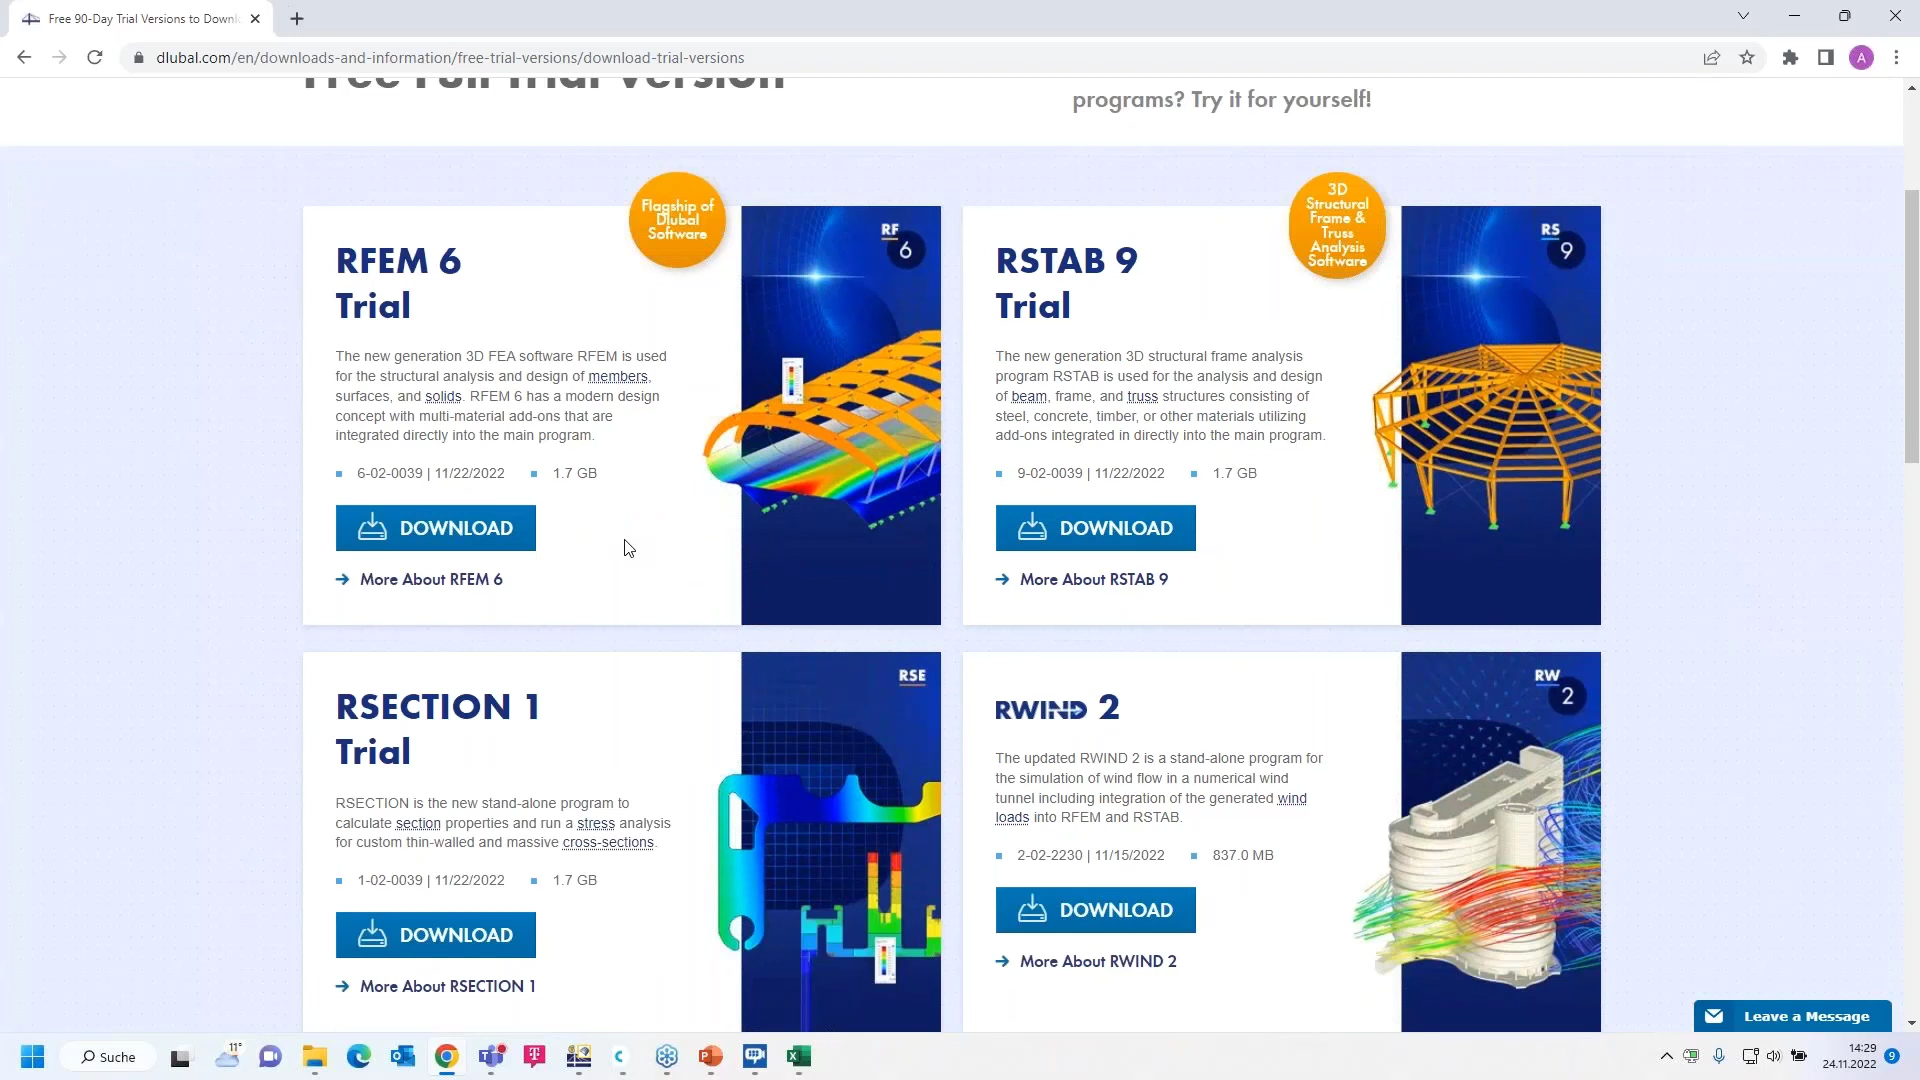 Free 90-Day Trial Versions to Downl
dlubal.com/en/downloads-and-information/free-trial-versions/download-trial-versions
A
Free Full Trial Version
programs? Try it for yourself!
Flagship of
Dlubal
Software
RF
6
RFEM 6
Trial
The new generation 3D FEA software RFEM is used
for the structural analysis and design of members,
surfaces, and solids. RFEM 6 has a modern design
concept with multi-material add-ons that are
integrated directly into the main program.
6-02-0039 | 11/22/2022
1.7 GB
DOWNLOAD
More About RFEM 6
3D
Structural
Frame &
Truss
Analysis
Software
RS
9
RSTAB 9
Trial
The new generation 3D structural frame analysis
program RSTAB is used for the analysis and design
of beam, frame, and truss structures consisting of
steel, concrete, timber, or other materials utilizing
add-ons integrated in directly into the main program.
9-02-0039 | 11/22/2022
1.7 GB
DOWNLOAD
More About RSTAB 9
RSE
RSECTION 1
Trial
RSECTION is the new stand-alone program to
calculate section properties and run a stress analysis
for custom thin-walled and massive cross-sections.
1-02-0039 | 11/22/2022
1.7 GB
DOWNLOAD
More About RSECTION 1
RW
2
RWIND 2
The updated RWIND 2 is a stand-alone program for
the simulation of wind flow in a numerical wind
tunnel including integration of the generated wind
loads into RFEM and RSTAB.
2-02-2230 | 11/15/2022
837.0 MB
DOWNLOAD
More About RWIND 2
Leave a Message
Suche
11°
14:29
24.11.2022
9